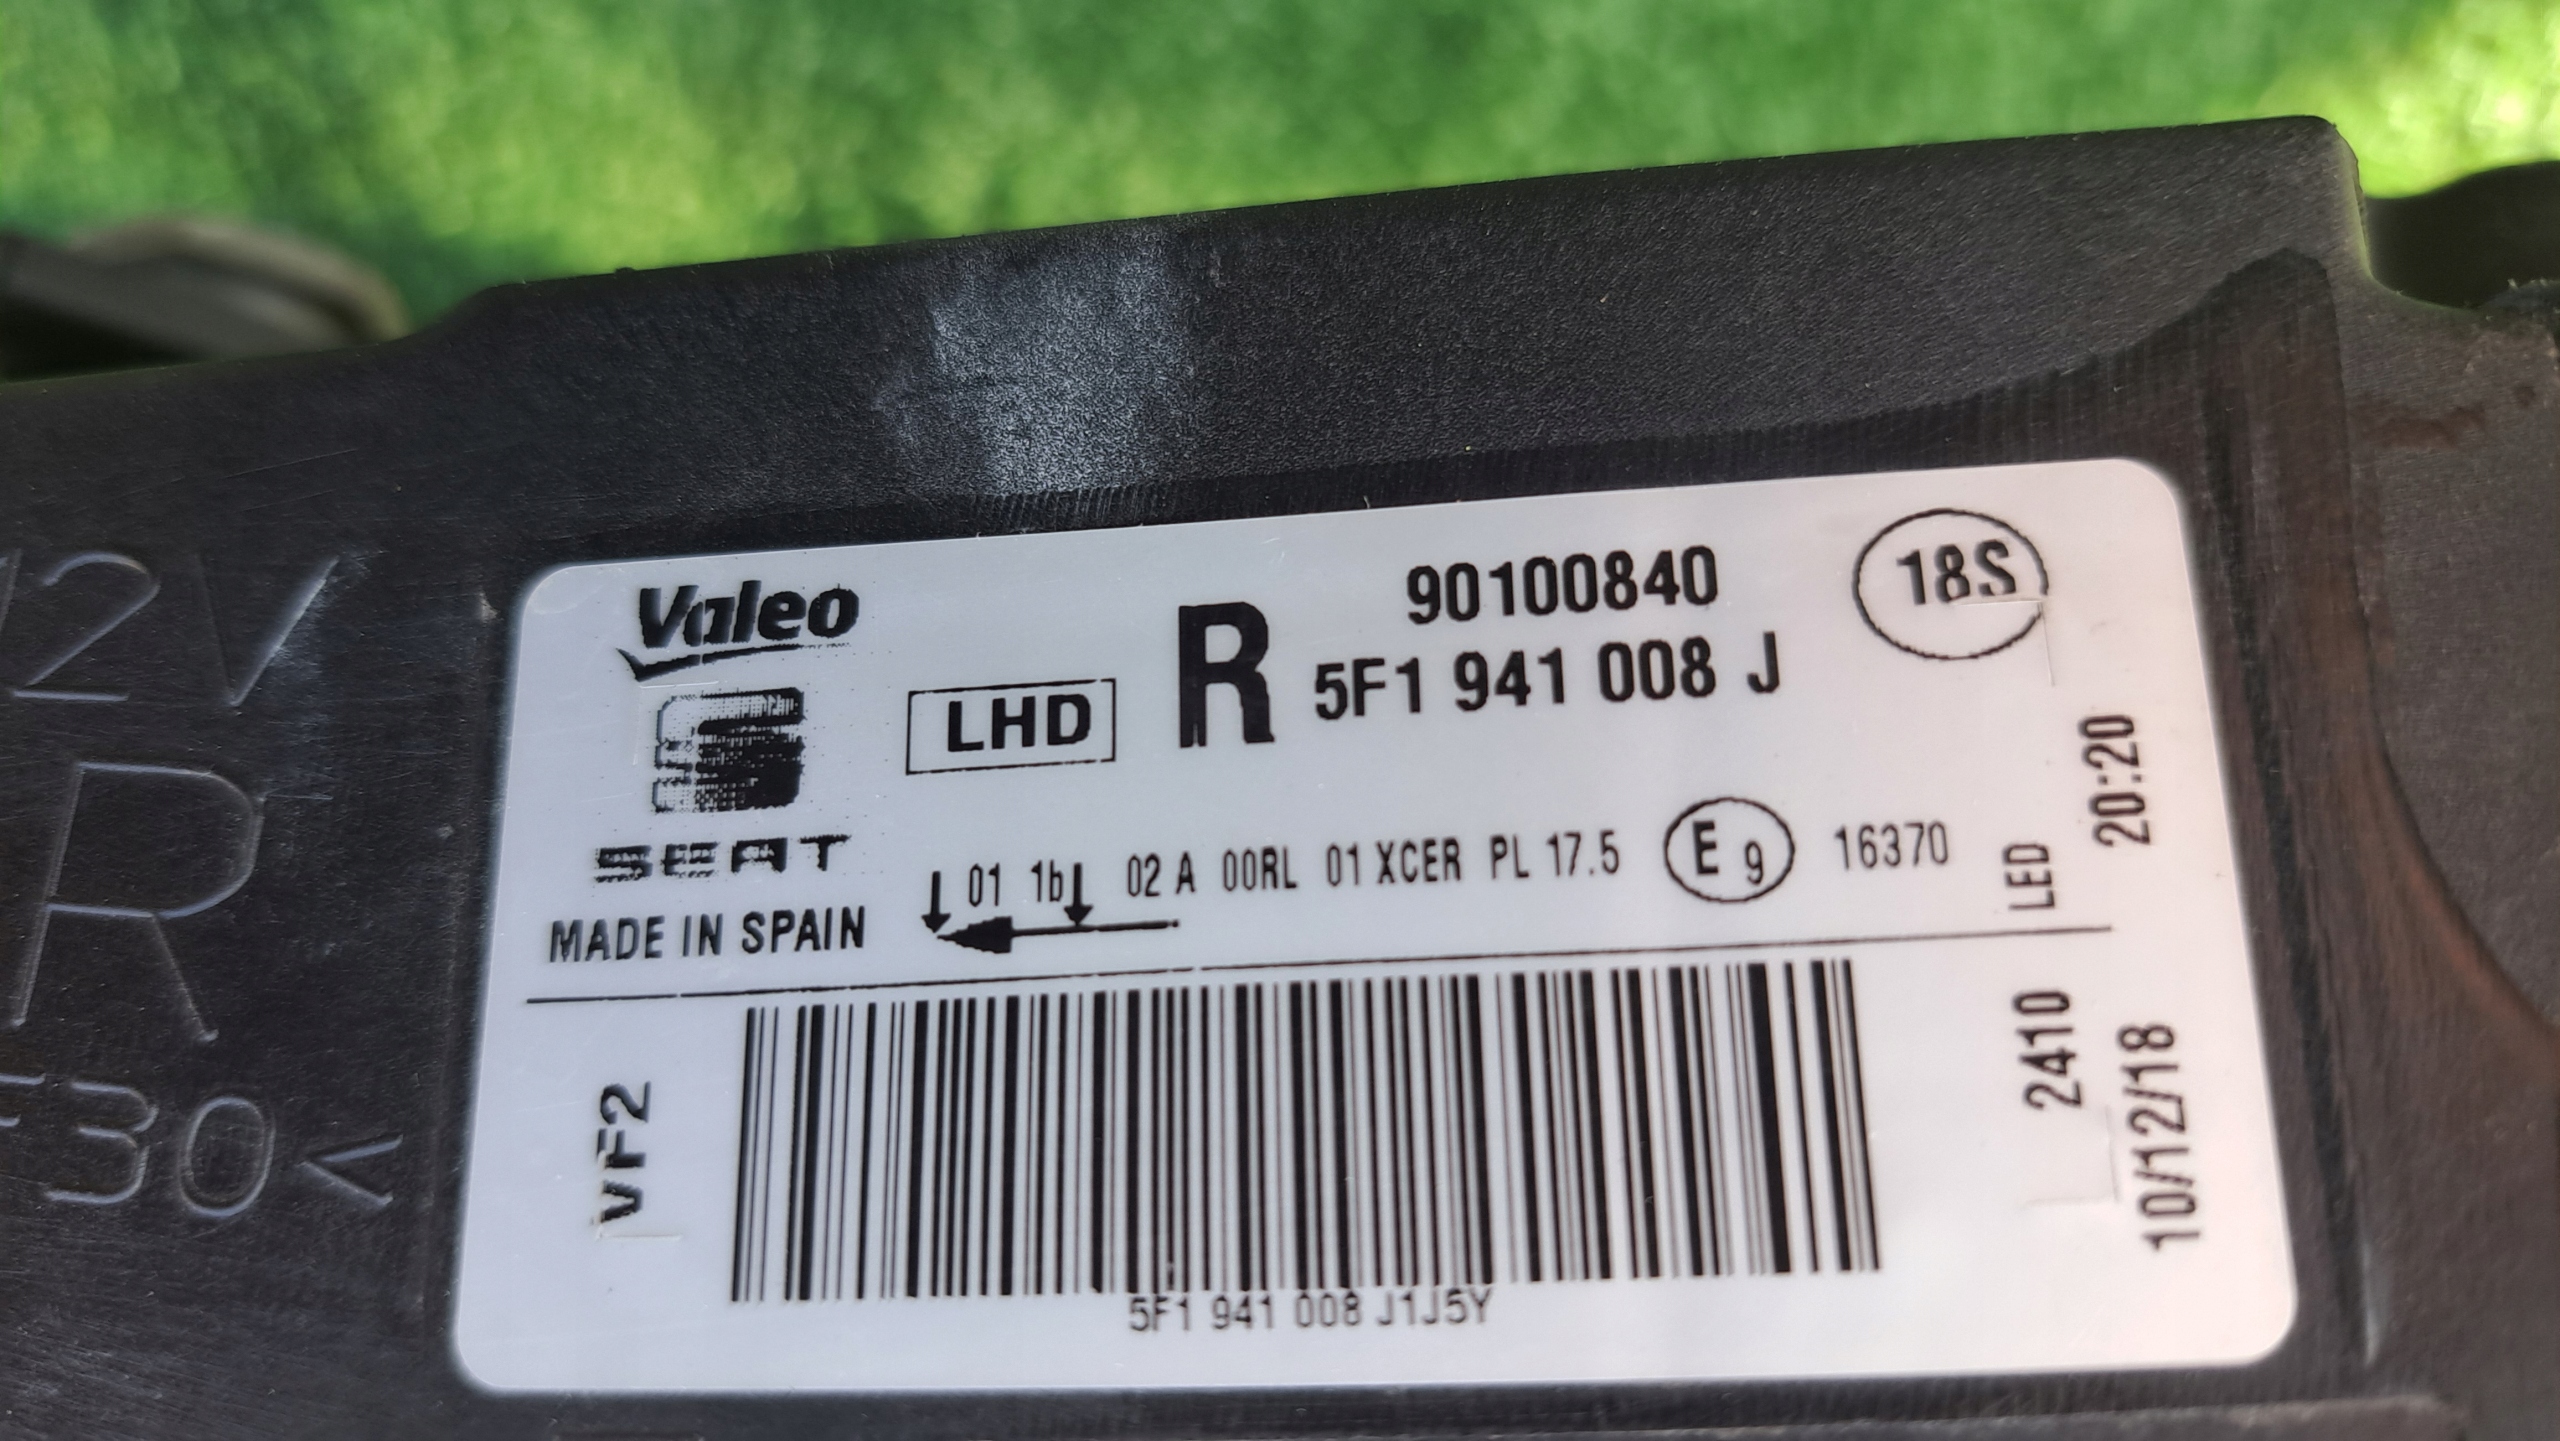 12V
R
F30<
Valeo
SEAT
MADE IN SPAIN
LHD
R
90100840
5F1 941 008 J
18S
01 1b 02 A 00RL 01 XCER PL 17.5 E 9 16370
LED
20:20
VF2
2410
10/12/18
5F1 941 008 J1J5Y